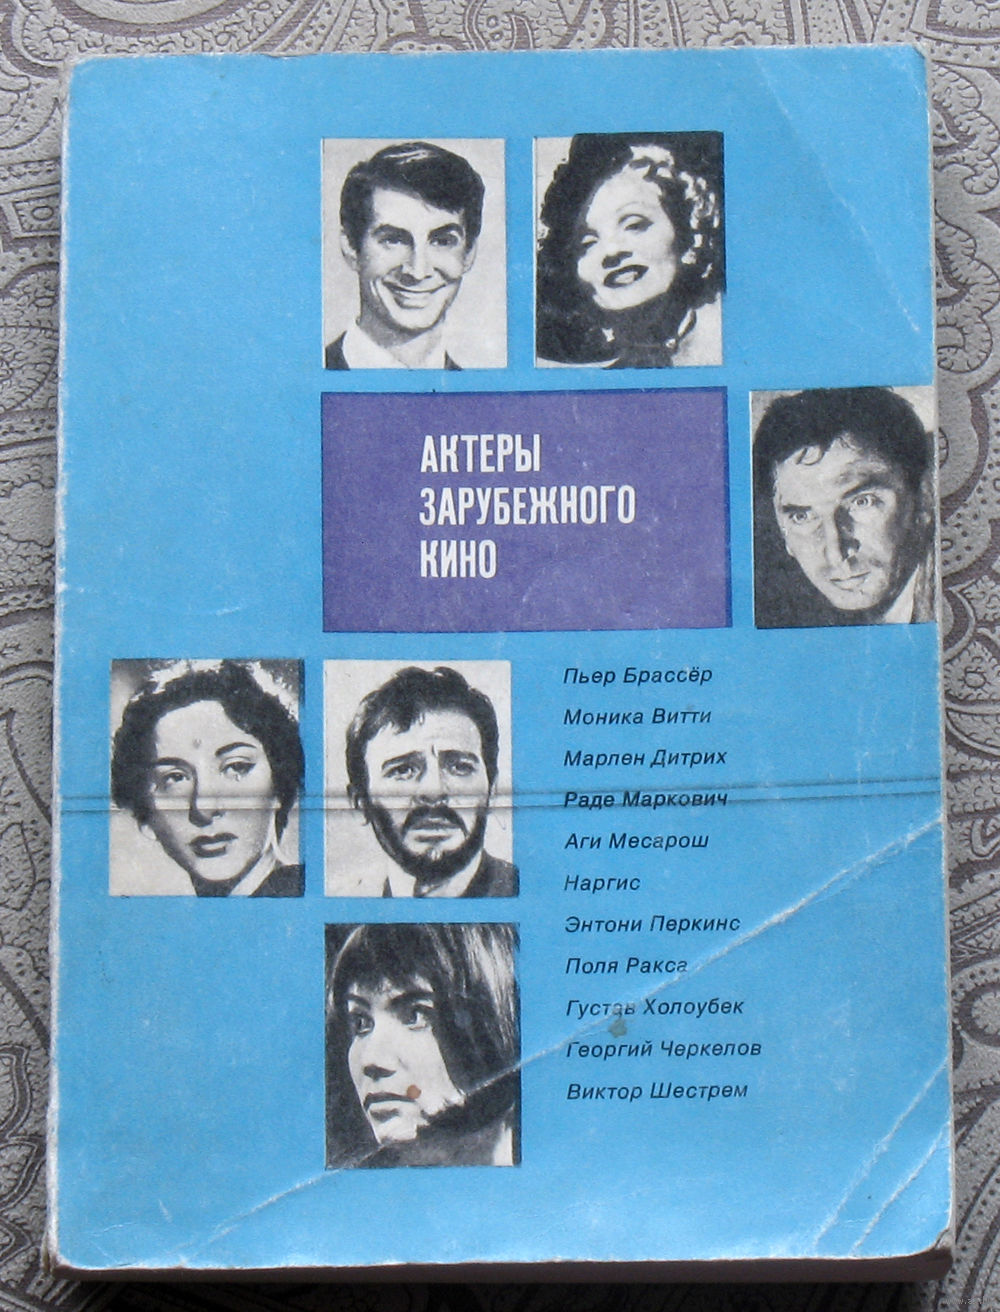 АКТЕРЫ
ЗАРУБЕЖНОГО
КИНО
Пьер Брассёр
Моника Витти
Марлен Дитрих
Раде Маркович
Аги Месарош
Наргис
Энтони Перкинс
Поля Ракса
Густав Холоубек
Георгий Черкелов
Виктор Шестрем